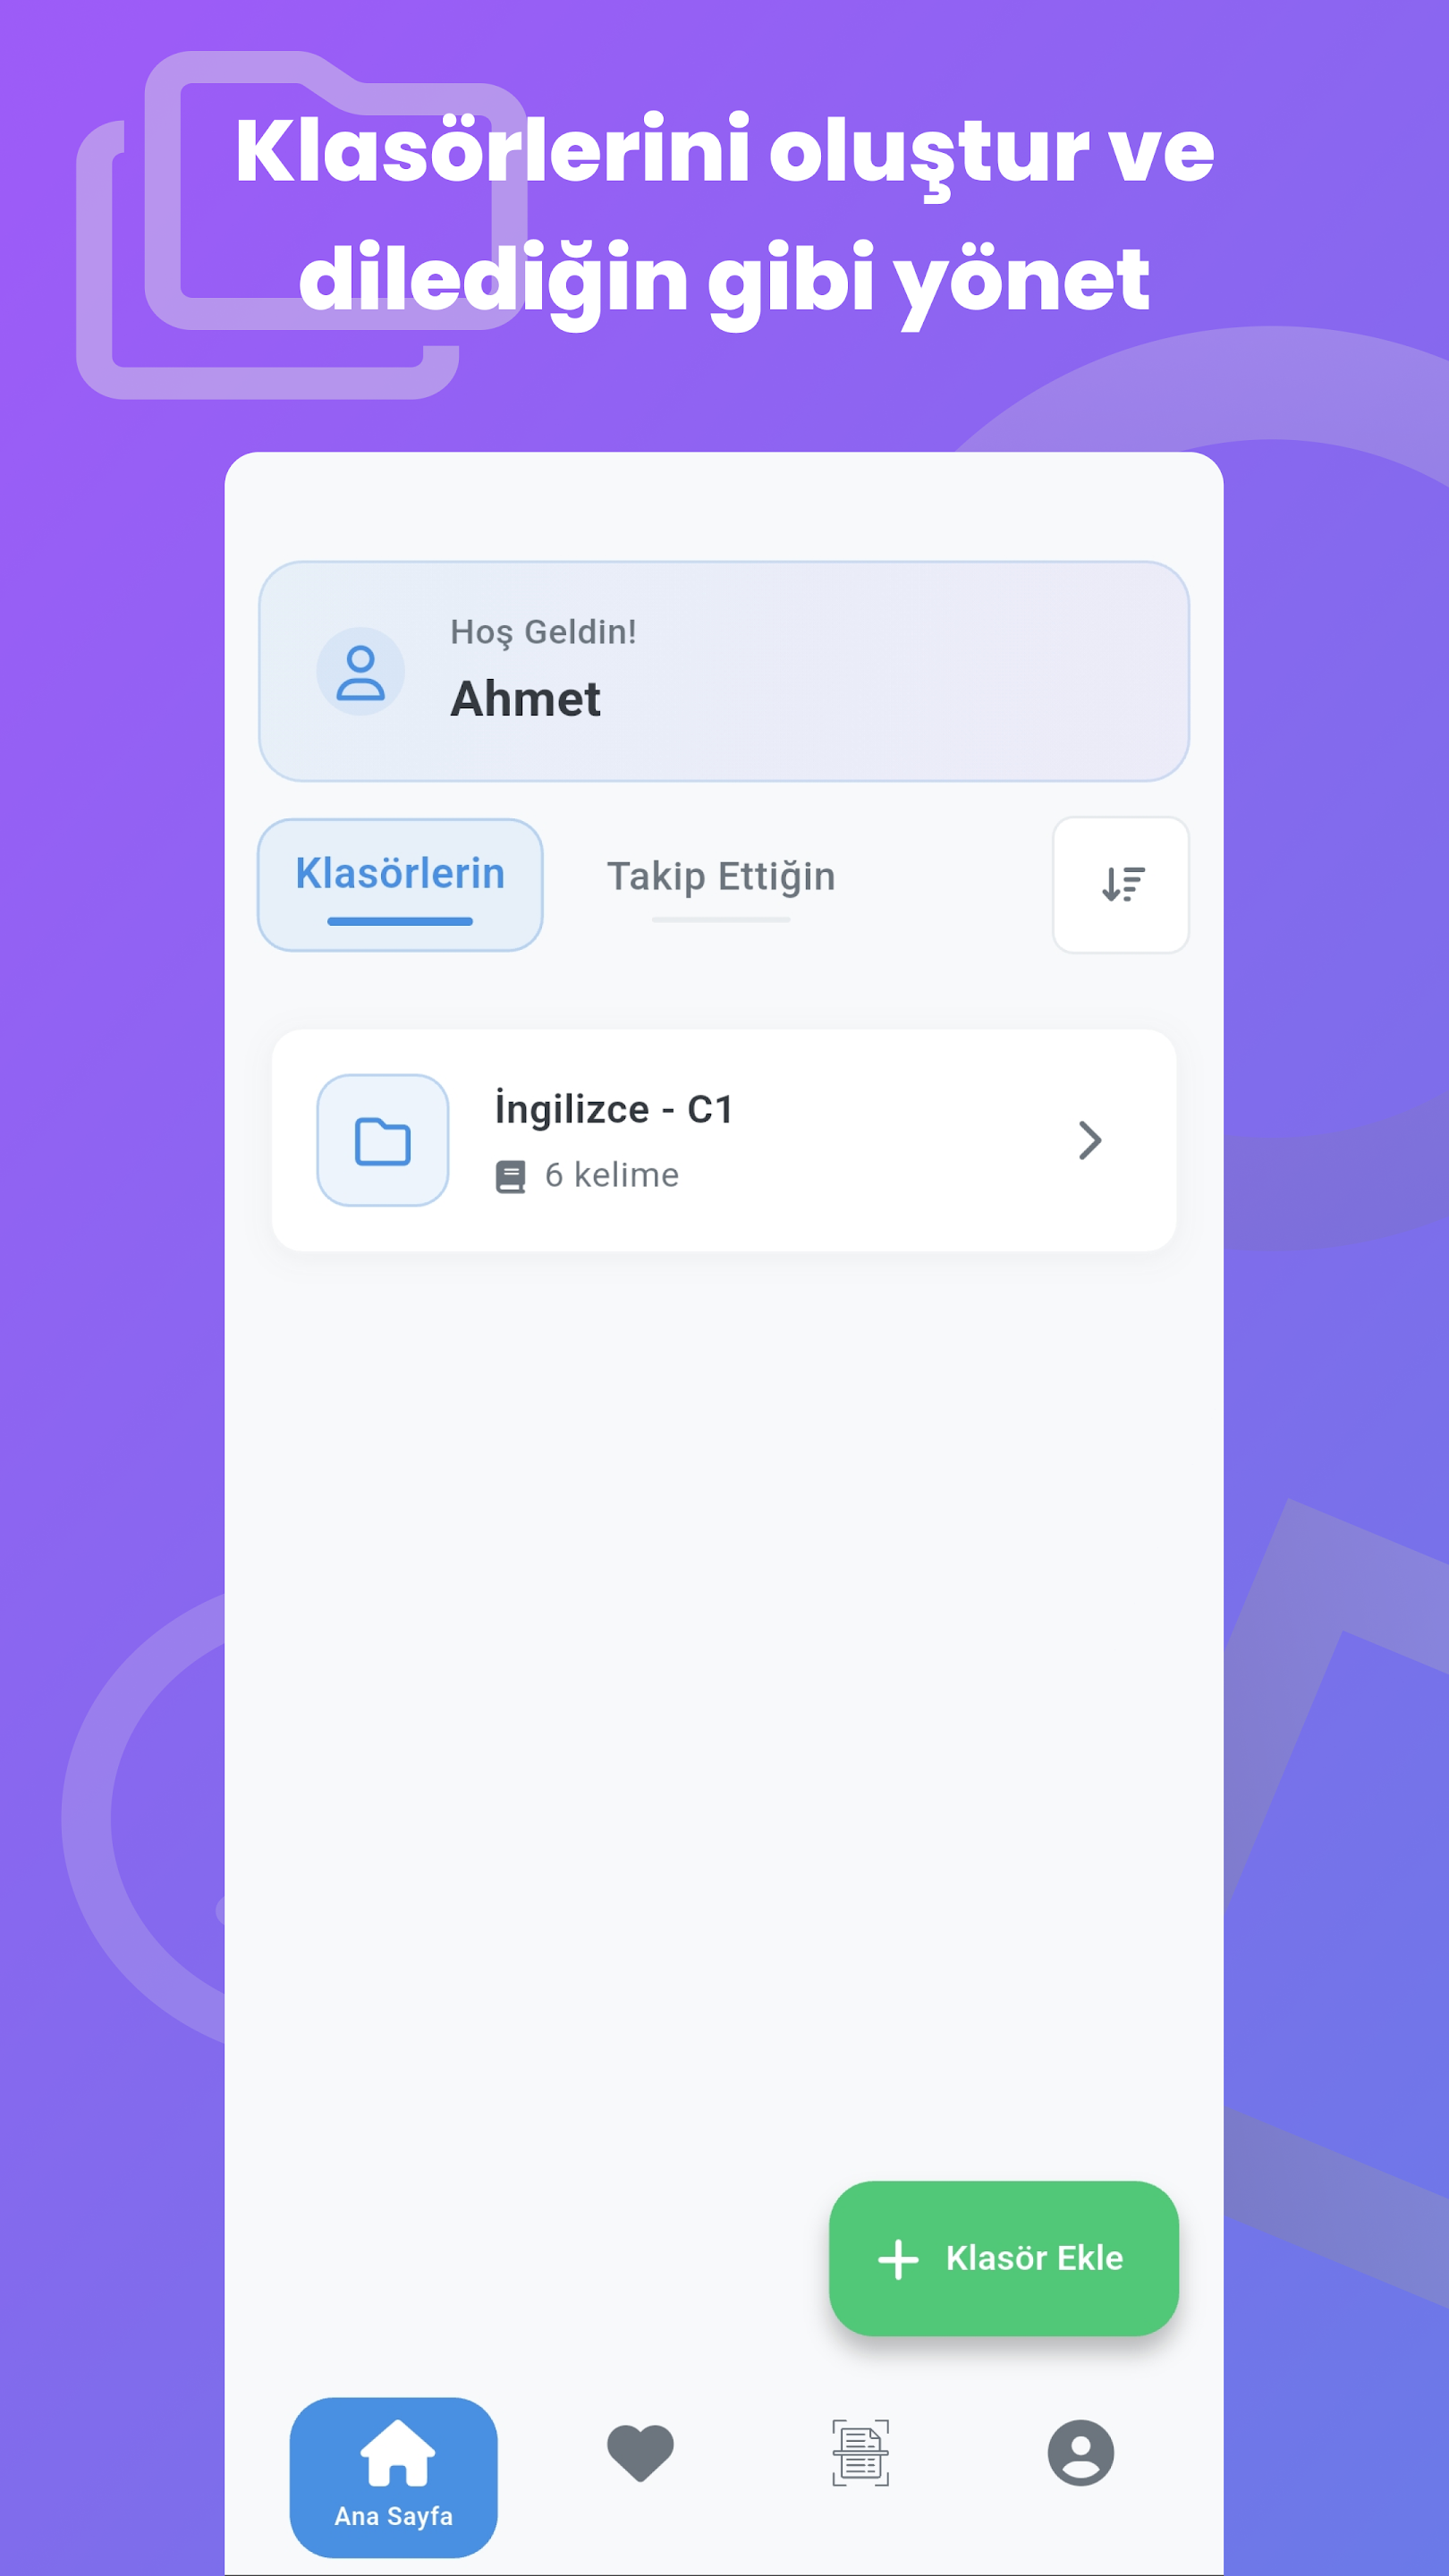 Klasörlerini oluştur ve
dilediğin gibi yönet
Hoş Geldin!
Ahmet
Klasörlerin
Takip Ettiğin
İngilizce - C1
6 kelime
Klasör Ekle
Ana Sayfa